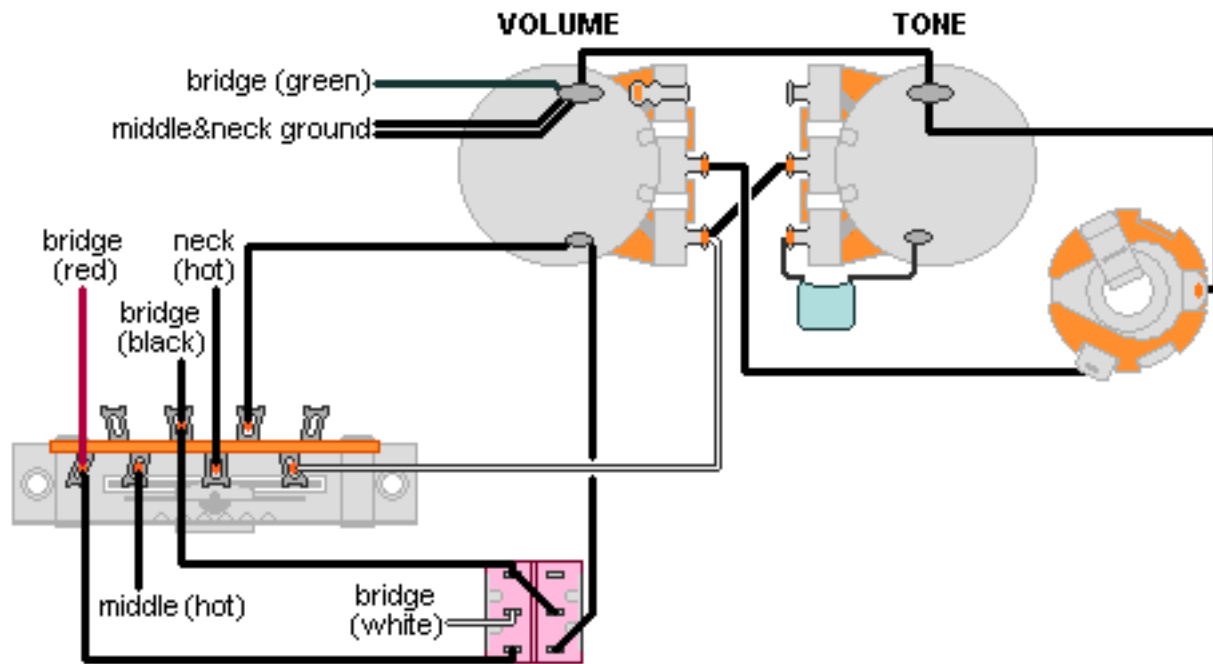 VOLUME
TONE
bridge (green)
middle&neck ground
bridge
(red)
neck
(hot)
bridge
(black)
middle (hot)
bridge
(white)